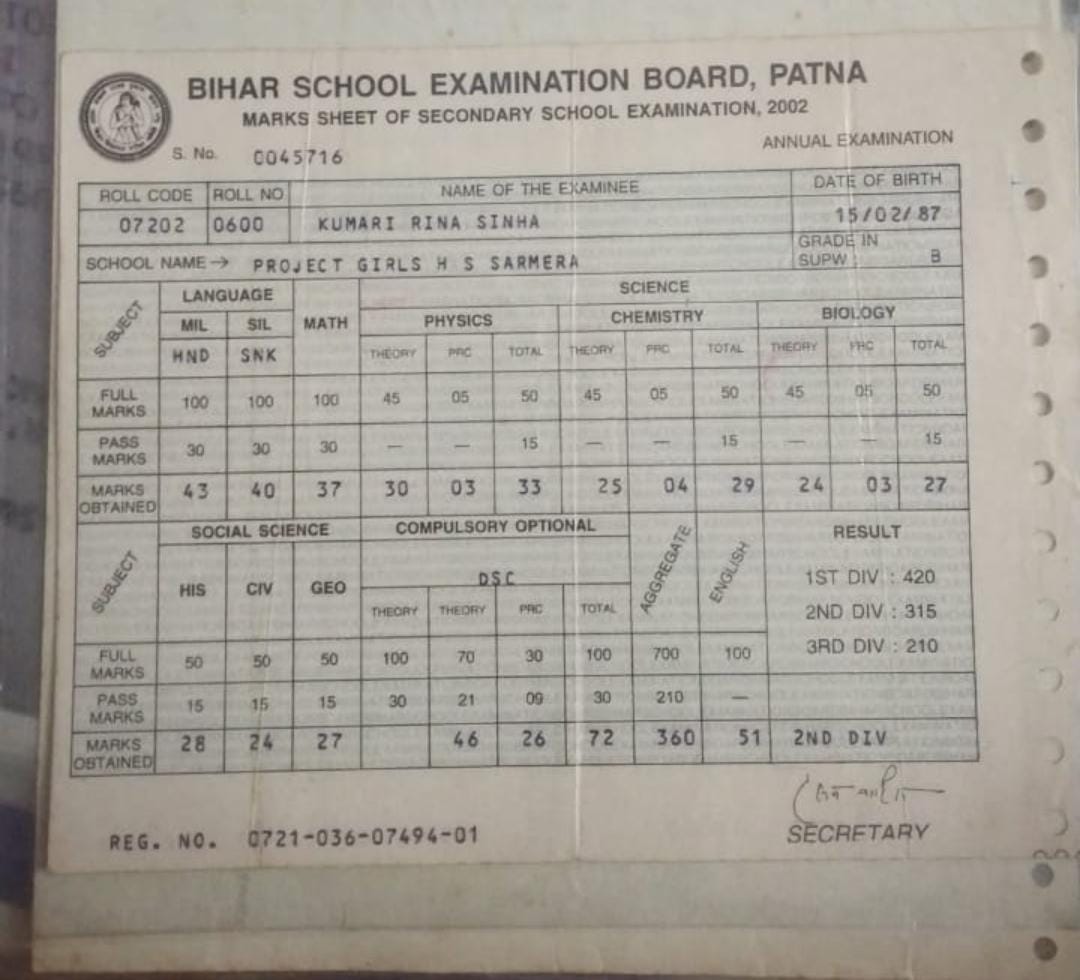 BIHAR SCHOOL EXAMINATION BOARD, PATNA
MARKS SHEET OF SECONDARY SCHOOL EXAMINATION, 2002
ANNUAL EXAMINATION
S. No. 0045716
ROLL CODE ROLL NO NAME OF THE EXAMINEE DATE OF BIRTH
07202 0600 KUMARI RINA SINHA 15/02/87
SCHOOL NAME → PROJECT GIRLS H S SARMERA GRADE IN SUPW : B
SUBJECT LANGUAGE MATH SCIENCE
MIL SIL PHYSICS CHEMISTRY BIOLOGY
HND SNK THEORY PRC TOTAL THEORY PRC TOTAL THEORY PRC TOTAL
FULL MARKS 100 100 100 45 05 50 45 05 50 45 05 50
PASS MARKS 30 30 30 — — 15 — — 15 — — 15
MARKS OBTAINED 43 40 37 30 03 33 25 04 29 24 03 27
SUBJECT SOCIAL SCIENCE COMPULSORY OPTIONAL AGGREGATE ENGLISH RESULT
HIS CIV GEO DSC 1ST DIV : 420
THEORY THEORY PRC TOTAL 2ND DIV : 315
3RD DIV : 210
FULL MARKS 50 50 50 100 70 30 100 700 100
PASS MARKS 15 15 15 30 21 09 30 210 —
MARKS OBTAINED 28 24 27 46 26 72 360 51 2ND DIV
SECRETARY
REG. NO. 0721-036-07494-01